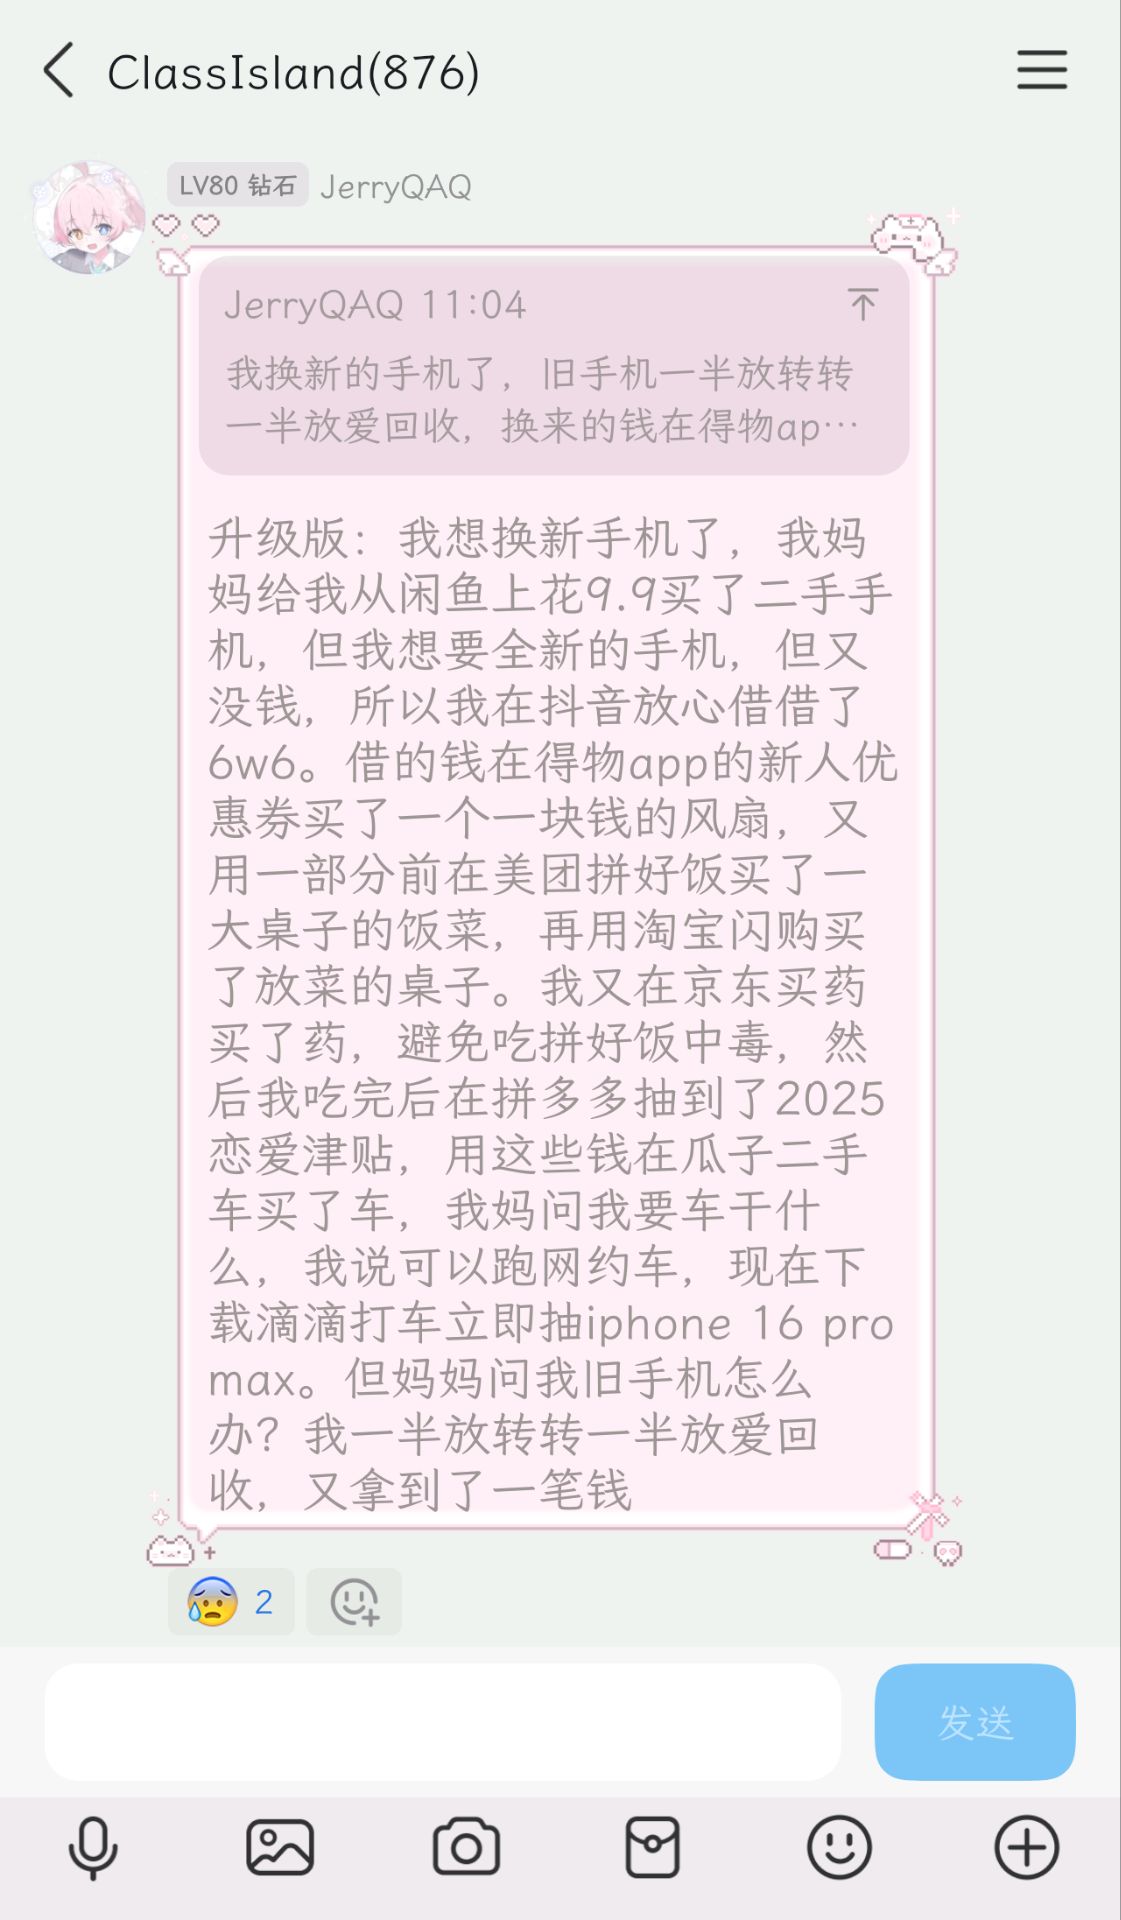 ClassIsland(876)
LV80 钻石 JerryQAQ
JerryQAQ 11:04
我换新的手机了，旧手机一半放转转
一半放爱回收，换来的钱在得物ap…
升级版：我想换新手机了，我妈
妈给我从闲鱼上花9.9买了二手手
机，但我想要全新的手机，但又
没钱，所以我在抖音放心借借了
6w6。借的钱在得物app的新人优
惠券买了一个一块钱的风扇，又
用一部分前在美团拼好饭买了一
大桌子的饭菜，再用淘宝闪购买
了放菜的桌子。我又在京东买药
买了药，避免吃拼好饭中毒，然
后我吃完后在拼多多抽到了2025
恋爱津贴，用这些钱在瓜子二手
车买了车，我妈问我要车干什
么，我说可以跑网约车，现在下
载滴滴打车立即抽iphone 16 pro
max。但妈妈问我旧手机怎么
办？我一半放转转一半放爱回
收，又拿到了一笔钱
2
发送